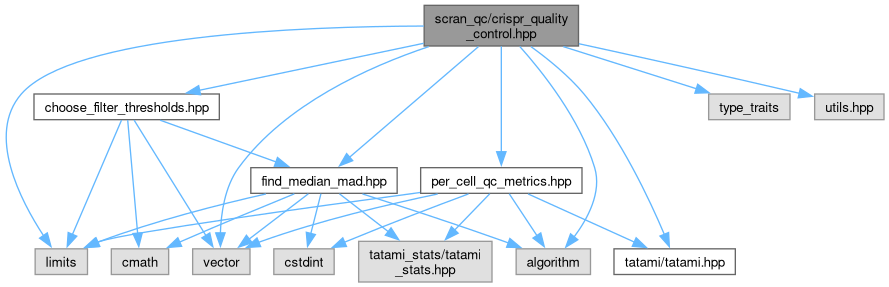 scran_qc/crispr_quality
_control.hpp
choose_filter_thresholds.hpp
type_traits
utils.hpp
find_median_mad.hpp
per_cell_qc_metrics.hpp
limits
cmath
vector
cstdint
tatami_stats/tatami
_stats.hpp
algorithm
tatami/tatami.hpp